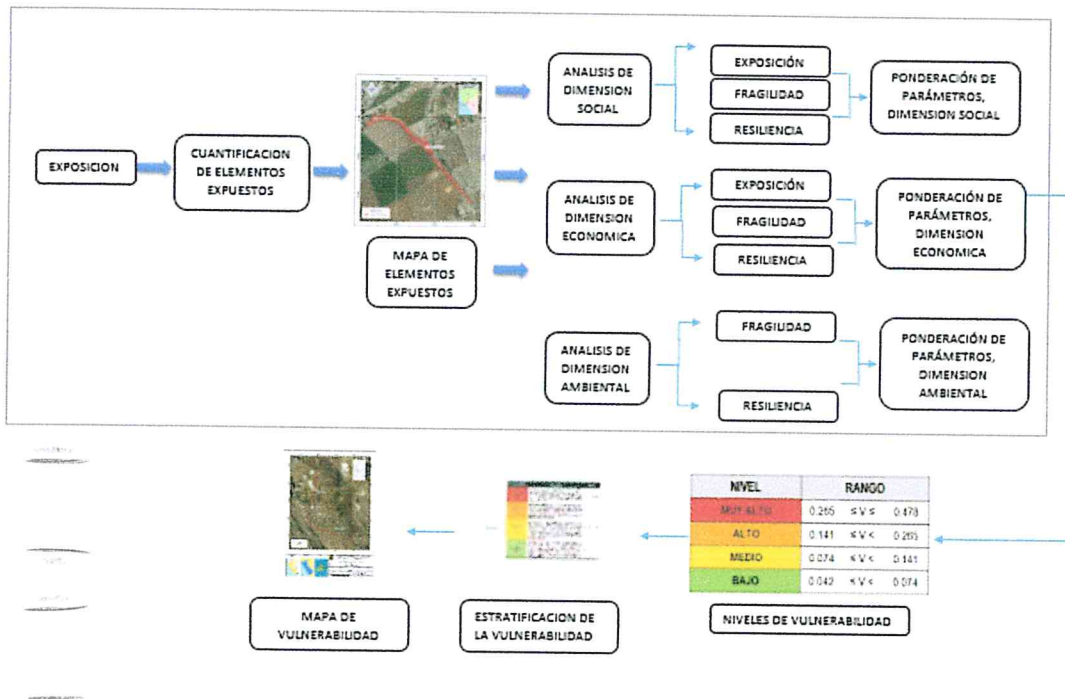 EXPOSICION
CUANTIFICACION
DE ELEMENTOS
EXPUESTOS
MAPA DE
ELEMENTOS
EXPUESTOS
ANALISIS DE
DIMENSION
SOCIAL
EXPOSICIÓN
FRAGILIDAD
RESILIENCIA
PONDERACIÓN DE
PARÁMETROS,
DIMENSION SOCIAL
ANALISIS DE
DIMENSION
ECONOMICA
EXPOSICIÓN
FRAGILIDAD
RESILIENCIA
PONDERACIÓN DE
PARÁMETROS,
DIMENSION
ECONOMICA
ANALISIS DE
DIMENSION
AMBIENTAL
FRAGILIDAD
RESILIENCIA
PONDERACIÓN DE
PARÁMETROS,
DIMENSION
AMBIENTAL
NIVEL RANGO
MUY ALTO 0.265 ≤ V ≤ 0.478
ALTO 0.141 ≤ V < 0.265
MEDIO 0.074 ≤ V < 0.141
BAJO 0.042 ≤ V < 0.074
NIVELES DE VULNERABILIDAD
ESTRATIFICACION DE
LA VULNERABILIDAD
MAPA DE
VULNERABILIDAD